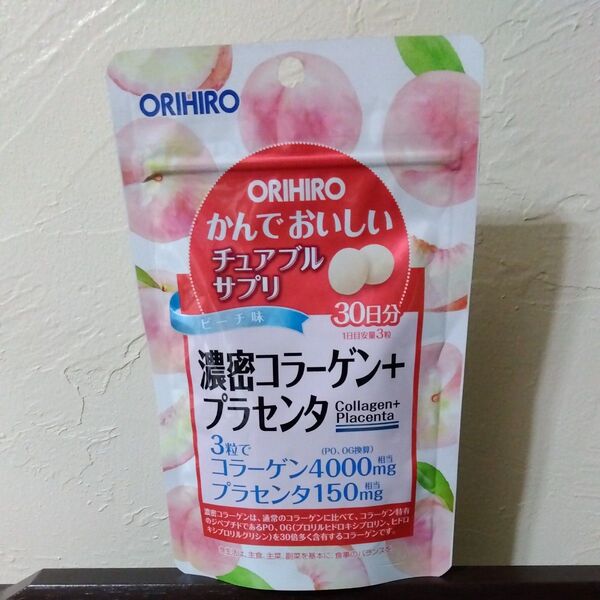 ORIHIRO
ORIHIRO
かんでおいしい
チュアブル
サプリ
ピーチ味
30日分
1日目安量3粒
濃密コラーゲン+
プラセンタ
Collagen+
Placenta
3粒で
(PO、OG換算)
コラーゲン4000mg相当
プラセンタ150mg相当
濃密コラーゲンは、通常のコラーゲンに比べて、コラーゲン特有
のジペプチドであるPO、OG(プロリルヒドロキシプロリン、ヒドロ
キシプロリルグリシン)を30倍多く含有するコラーゲンです。
食生活は、主食、主菜、副菜を基本に、食事のバランスを